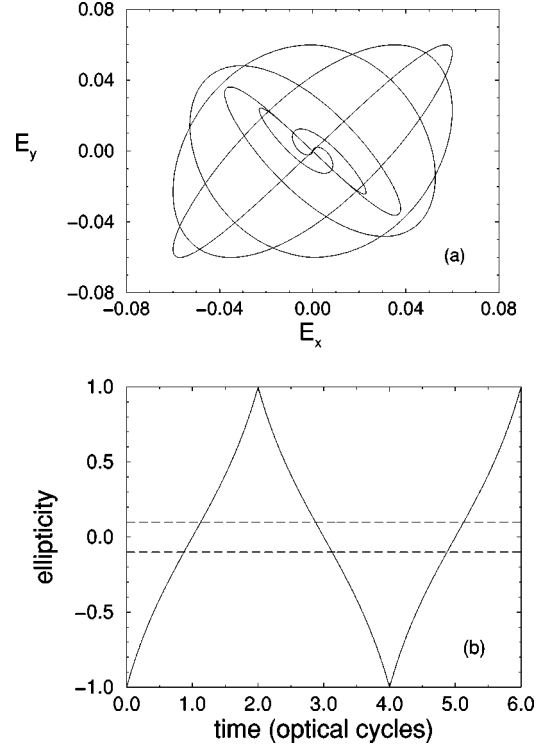 0.08
0.04
E_y
0.00
−0.04
(a)
−0.08
−0.08 −0.04 0.00 0.04 0.08
E_x
1.0
0.5
ellipticity
0.0
−0.5
(b)
−1.0
0.0 1.0 2.0 3.0 4.0 5.0 6.0
time (optical cycles)